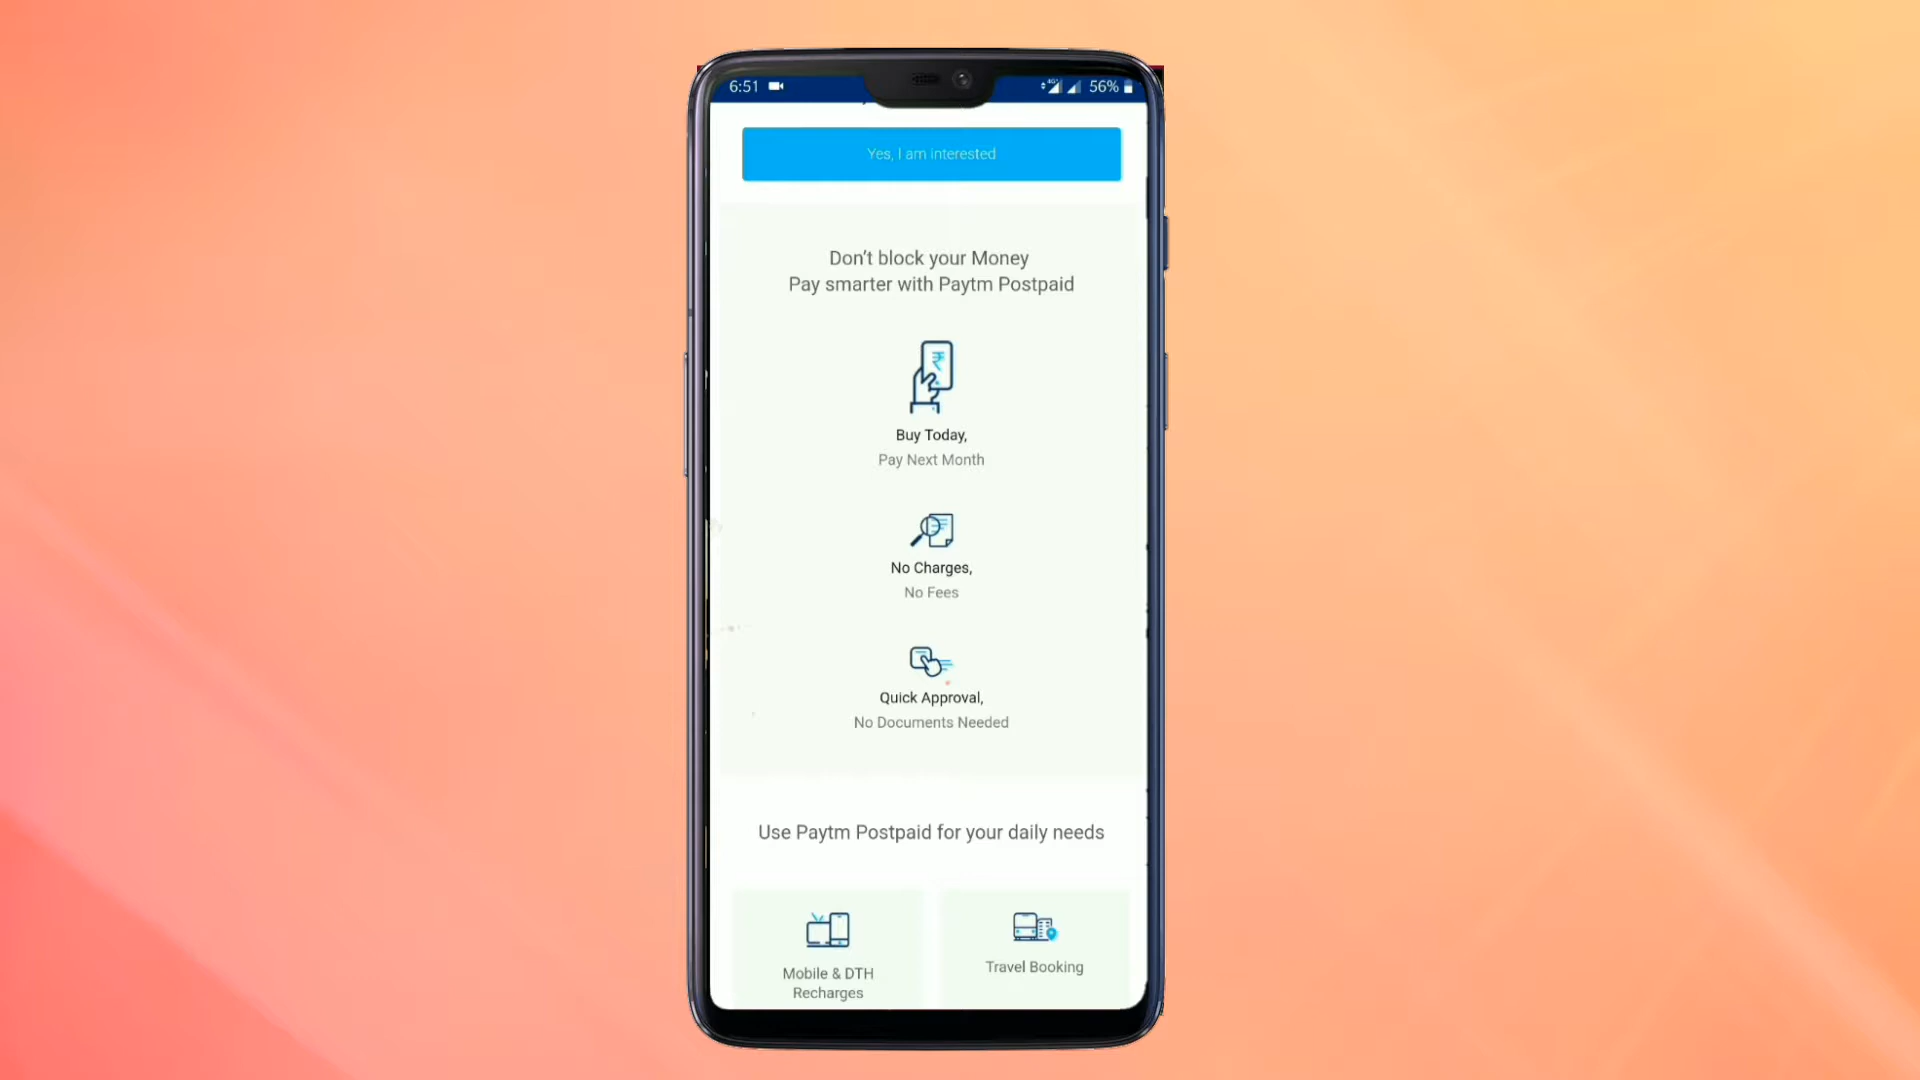 6:51
4G+
56%
Yes, I am interested
Don't block your Money
Pay smarter with Paytm Postpaid
₹
Buy Today,
Pay Next Month
No Charges,
No Fees
Quick Approval,
No Documents Needed
Use Paytm Postpaid for your daily needs
Mobile & DTH
Recharges
Travel Booking